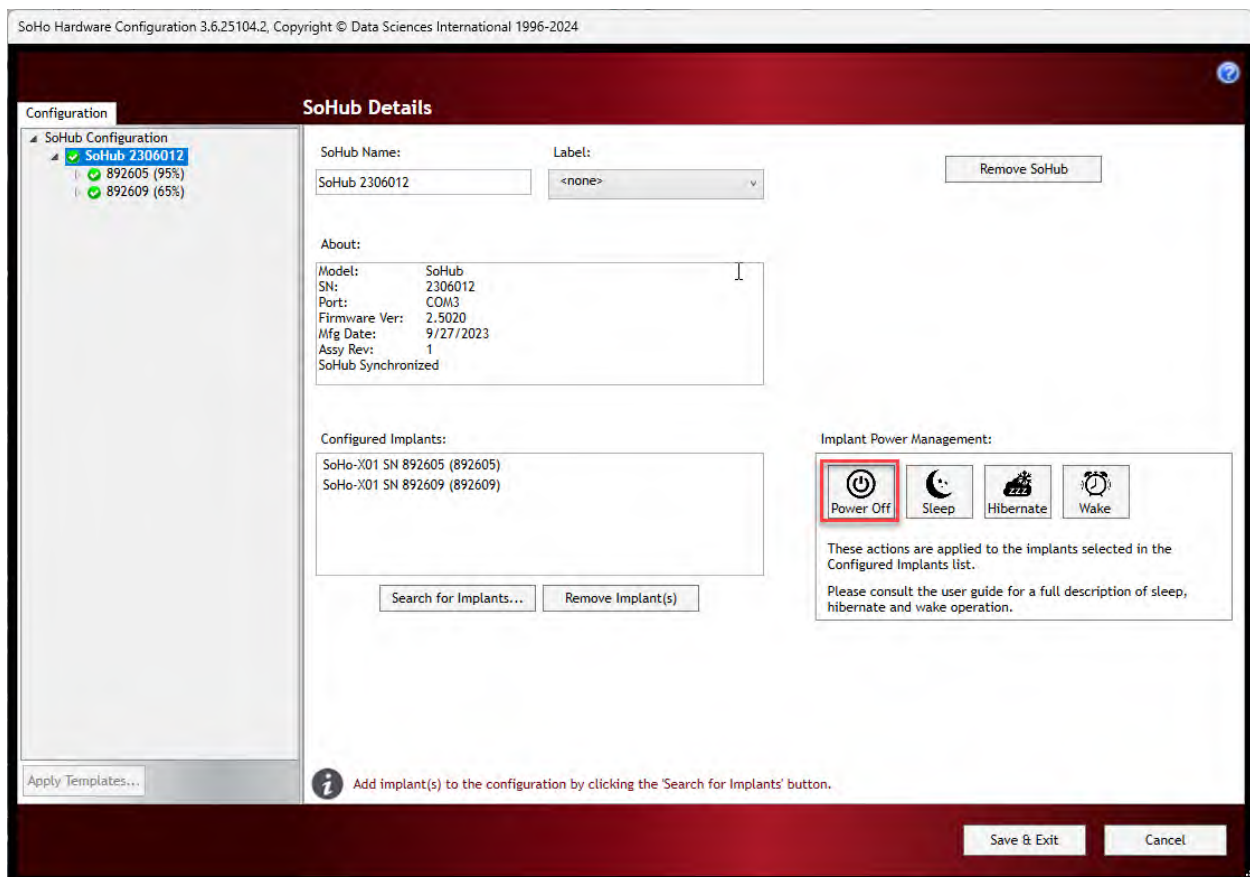 SoHo Hardware Configuration 3.6.25104.2, Copyright © Data Sciences International 1996-2024
Configuration
SoHub Details
SoHub Configuration
SoHub 2306012
892605 (95%)
892609 (65%)
SoHub Name:
Label:
SoHub 2306012
<none>
Remove SoHub
About:
Model: SoHub
SN: 2306012
Port: COM3
Firmware Ver: 2.5020
Mfg Date: 9/27/2023
Assy Rev: 1
SoHub Synchronized
Configured Implants:
SoHo-X01 SN 892605 (892605)
SoHo-X01 SN 892609 (892609)
Search for Implants...
Remove Implant(s)
Implant Power Management:
Power Off
Sleep
Hibernate
Wake
These actions are applied to the implants selected in the
Configured Implants list.
Please consult the user guide for a full description of sleep,
hibernate and wake operation.
Apply Templates...
Add implant(s) to the configuration by clicking the 'Search for Implants' button.
Save & Exit
Cancel